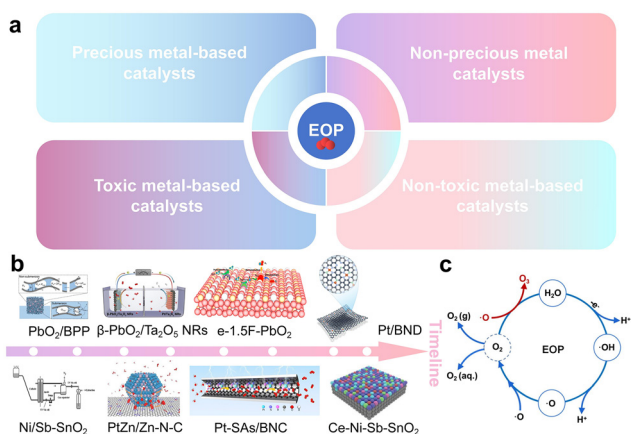 a
Precious metal-based
catalysts
Non-precious metal
catalysts
EOP
Toxic metal-based
catalysts
Non-toxic metal-based
catalysts
b
PbO₂/BPP
β-PbO₂/Ta₂O₅ NRs
e-1.5F-PbO₂
Pt/BND
Timeline
Ni/Sb-SnO₂
PtZn/Zn-N-C
Pt-SAs/BNC
Ce-Ni-Sb-SnO₂
c
O₃
H₂O
·O
O₂ (g)
H⁺
O₂
EOP
·OH
O₂ (aq.)
·O
·O
H⁺